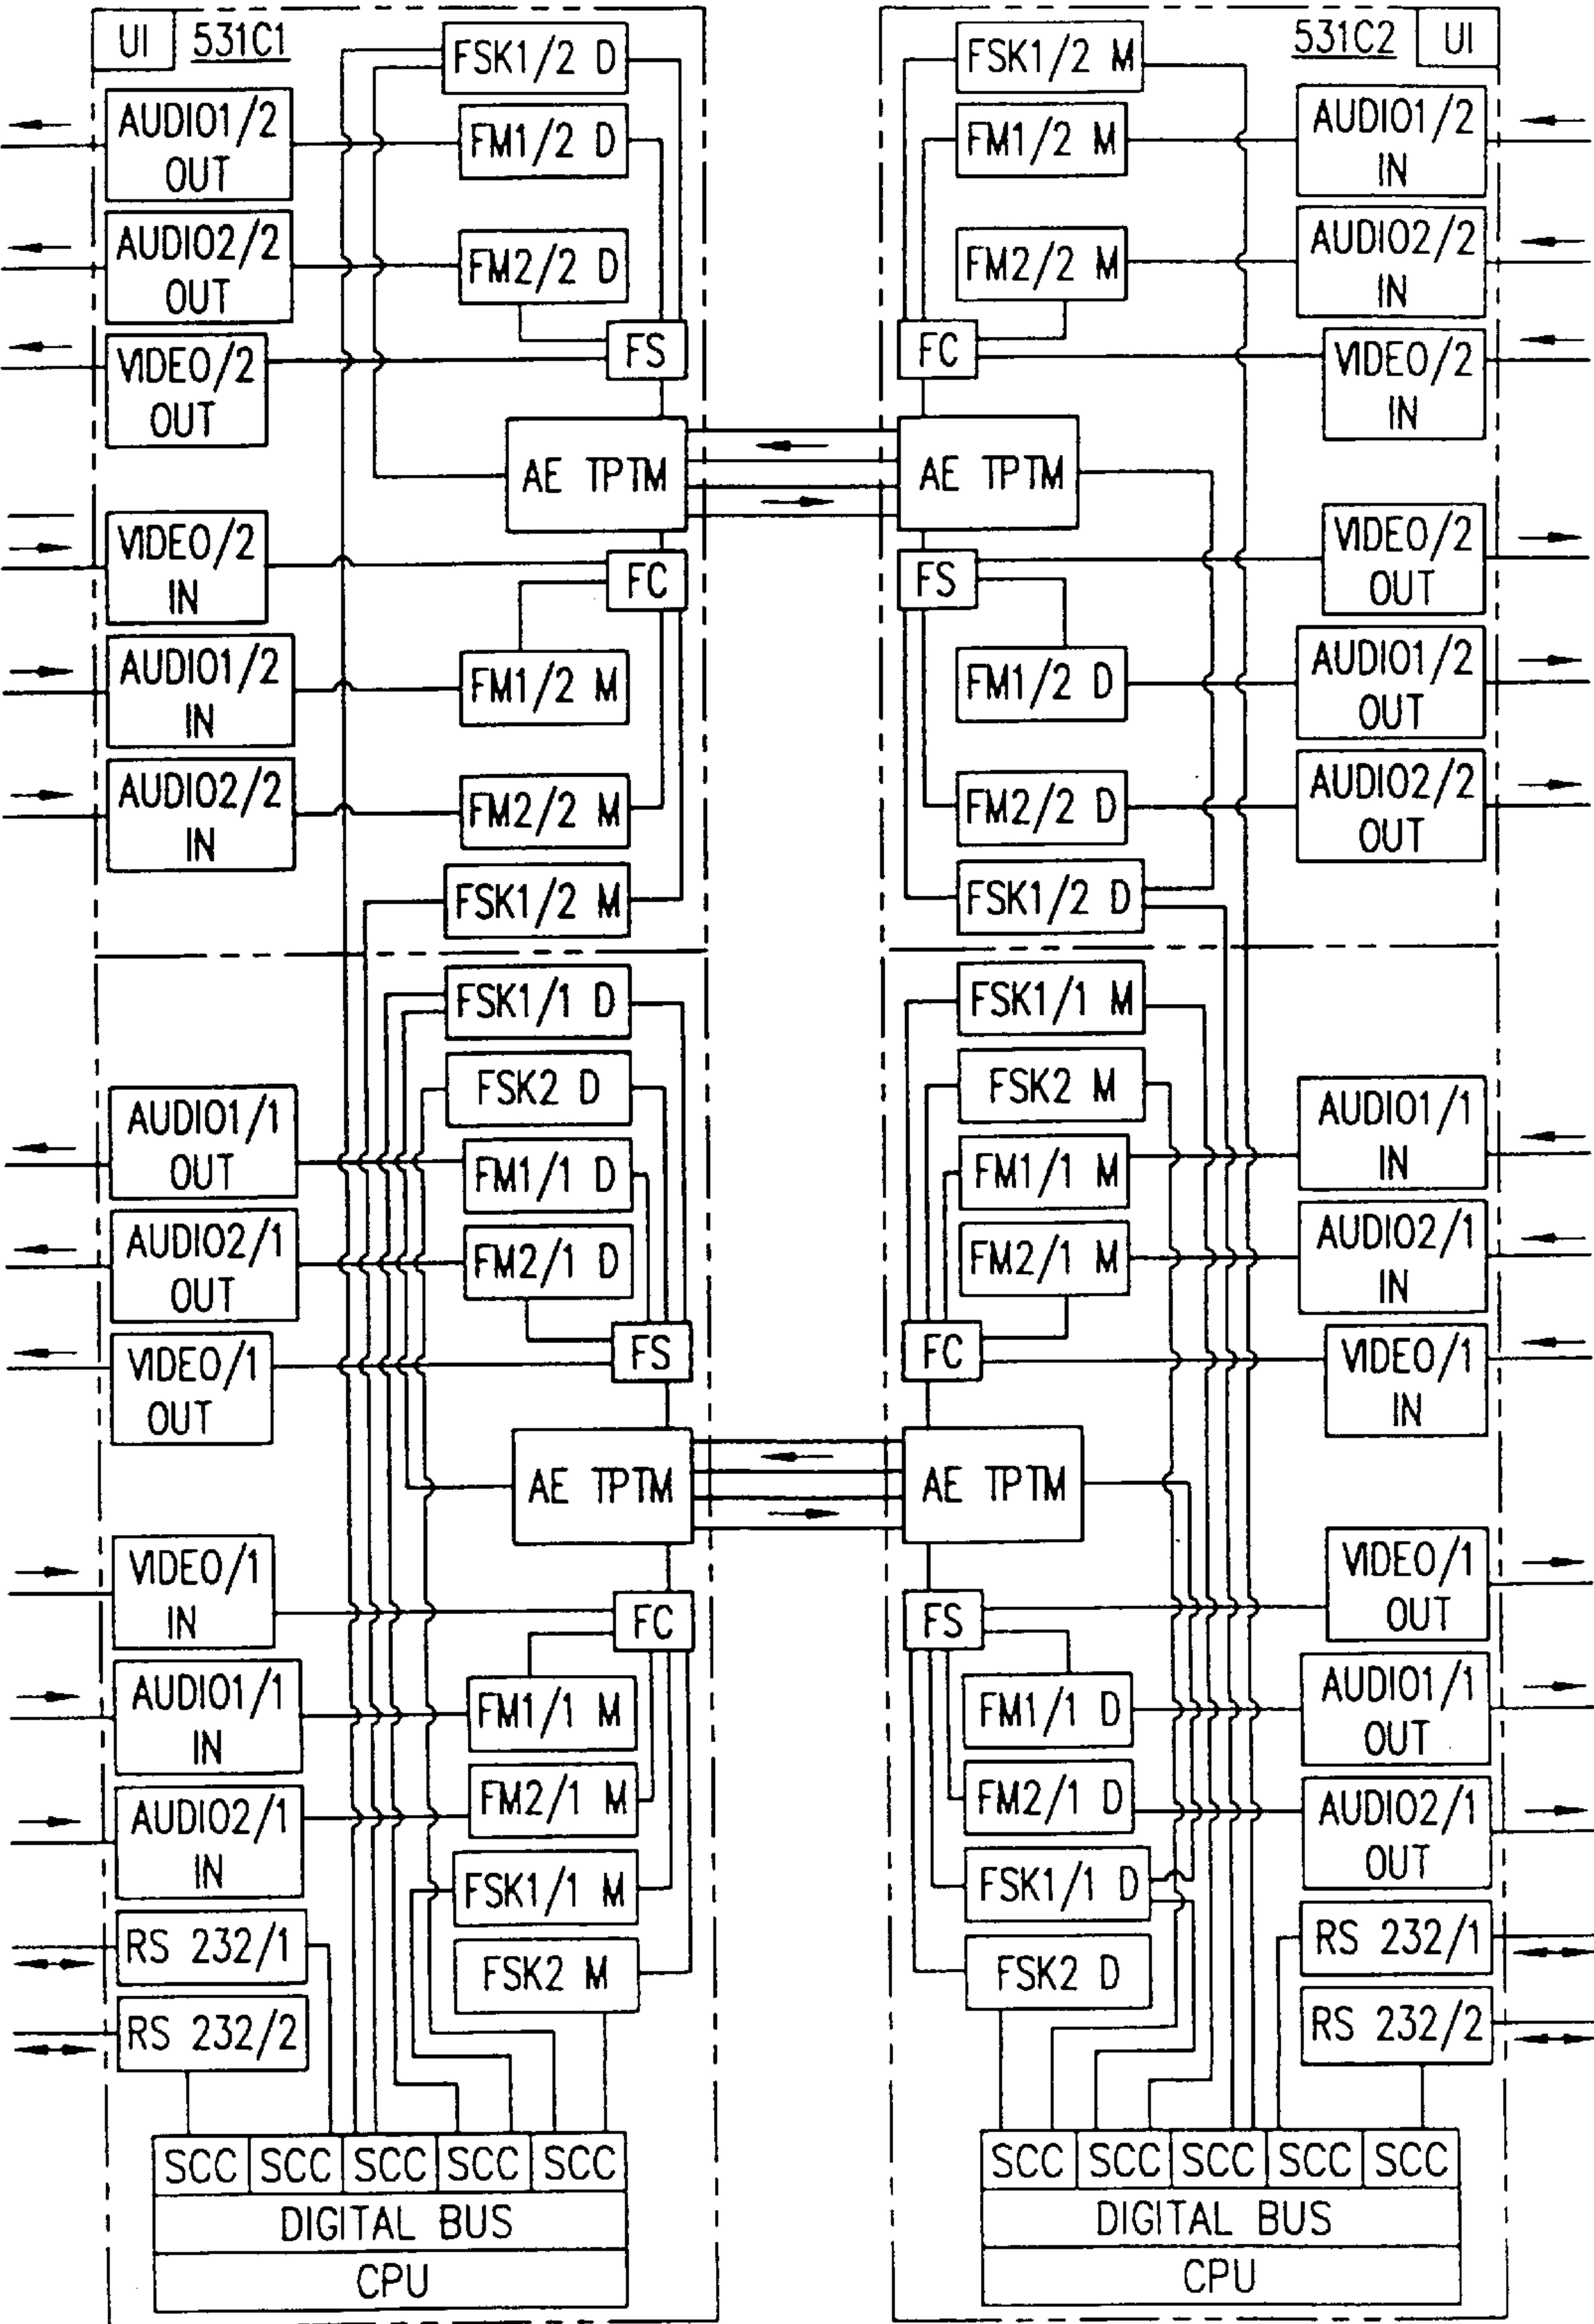 UI 531C1
FSK1/2 D
AUDIO1/2
OUT
FM1/2 D
AUDIO2/2
OUT
FM2/2 D
VIDEO/2
OUT
FS
AE TPTM
VIDEO/2
IN
FC
AUDIO1/2
IN
FM1/2 M
AUDIO2/2
IN
FM2/2 M
FSK1/2 M
FSK1/1 D
FSK2 D
AUDIO1/1
OUT
FM1/1 D
AUDIO2/1
OUT
FM2/1 D
VIDEO/1
OUT
FS
AE TPTM
VIDEO/1
IN
FC
AUDIO1/1
IN
FM1/1 M
AUDIO2/1
IN
FM2/1 M
FSK1/1 M
RS 232/1
FSK2 M
RS 232/2
SCC SCC SCC SCC SCC
DIGITAL BUS
CPU
531C2 UI
FSK1/2 M
FM1/2 M
AUDIO1/2
IN
FM2/2 M
AUDIO2/2
IN
FC
VIDEO/2
IN
AE TPTM
FS
VIDEO/2
OUT
FM1/2 D
AUDIO1/2
OUT
FM2/2 D
AUDIO2/2
OUT
FSK1/2 D
FSK1/1 M
FSK2 M
FM1/1 M
AUDIO1/1
IN
FM2/1 M
AUDIO2/1
IN
FC
VIDEO/1
IN
AE TPTM
FS
VIDEO/1
OUT
FM1/1 D
AUDIO1/1
OUT
FM2/1 D
AUDIO2/1
OUT
FSK1/1 D
RS 232/1
FSK2 D
RS 232/2
SCC SCC SCC SCC SCC
DIGITAL BUS
CPU